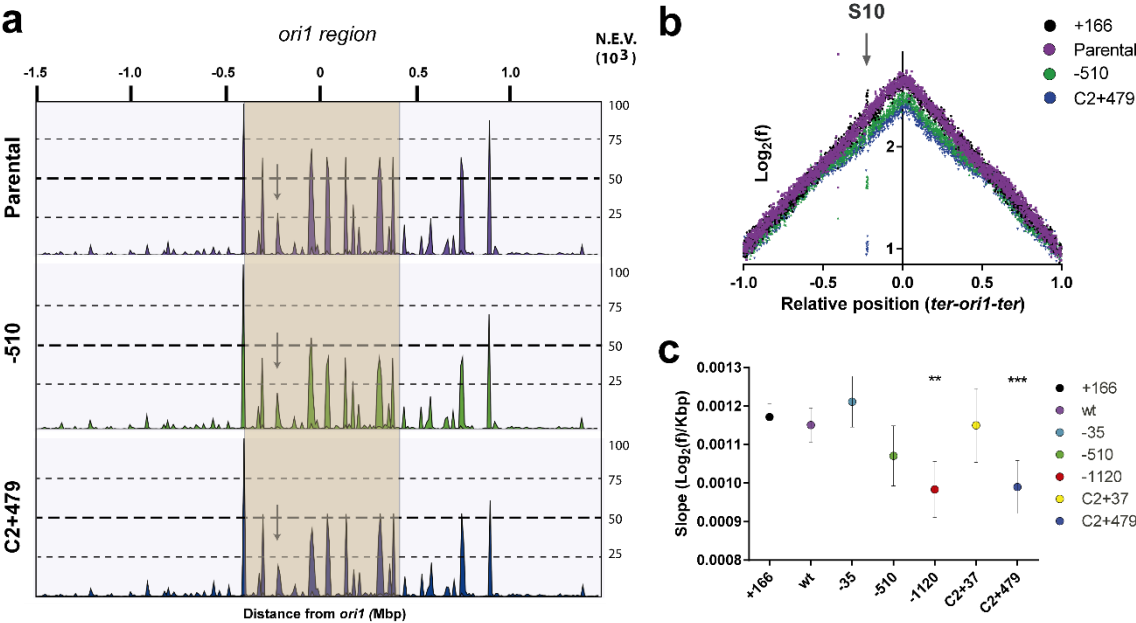 a
ori1 region
N.E.V.
(10³)
-1.5 -1.0 -0.5 0 0.5 1.0
Parental
100
75
50
25
-510
100
75
50
25
C2+479
100
75
50
25
Distance from ori1 (Mbp)
b
S10
+166
Parental
-510
C2+479
Log2(f)
2
1
-1.0 -0.5 0.0 0.5 1.0
Relative position (ter-ori1-ter)
c
Slope (Log2(f)/Kbp)
0.0013
0.0012
0.0011
0.0010
0.0009
0.0008
** ***
+166
wt
-35
-510
-1120
C2+37
C2+479
+166 wt -35 -510 -1120 C2+37 C2+479